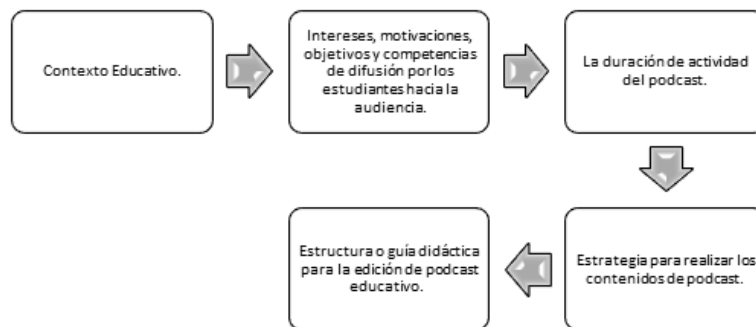 Contexto Educativo.
Intereses, motivaciones,
objetivos y competencias
de difusión por los
estudiantes hacia la
audiencia.
La duración de actividad
del podcast.
Estrategia para realizar los
contenidos de podcast.
Estructura o guía didáctica
para la edición de podcast
educativo.